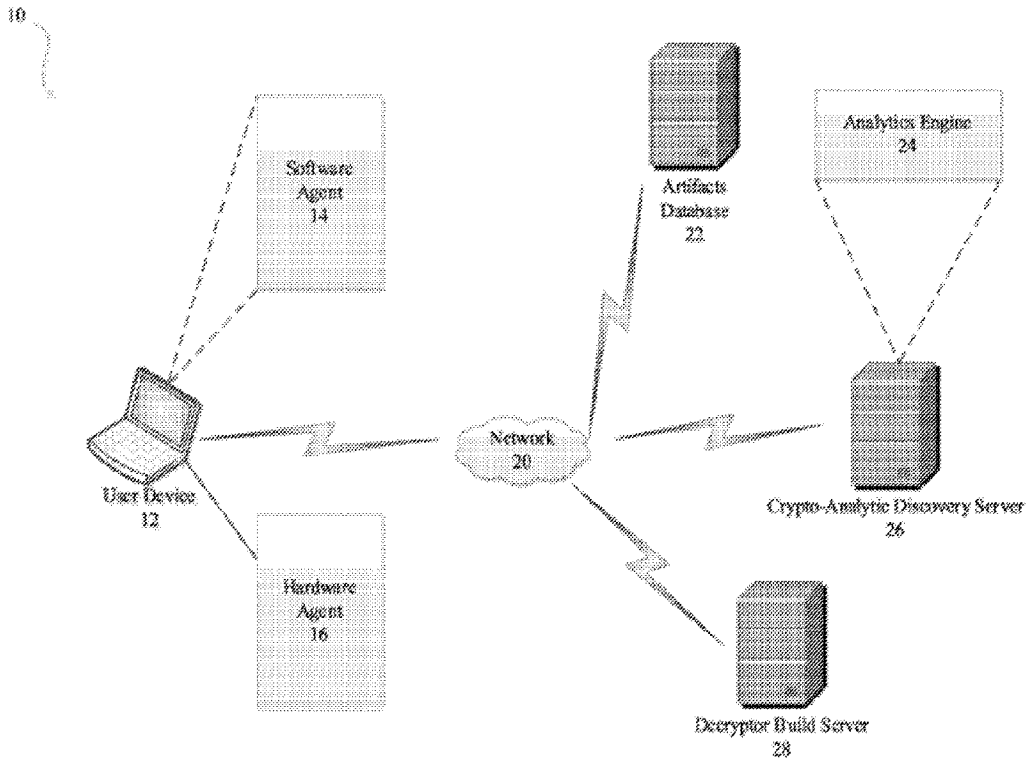 10
Software
Agent
14
Artifacts
Database
22
Analytics Engine
24
User Device
12
Network
20
Crypto-Analytic Discovery Server
26
Hardware
Agent
16
Decryptor Build Server
28